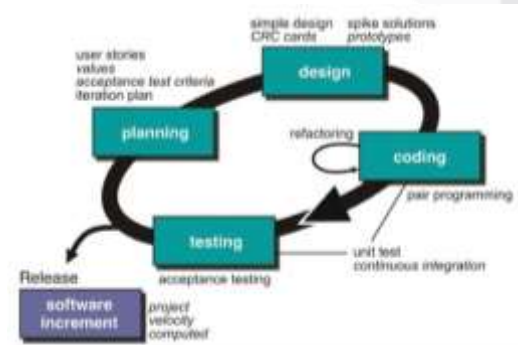 simple design
CRC cards
spike solutions
prototypes
user stories
values
acceptance test criteria
iteration plan
design
planning
refactoring
coding
pair programming
testing
unit test
continuous integration
acceptance testing
Release
software
increment
project
velocity
computed